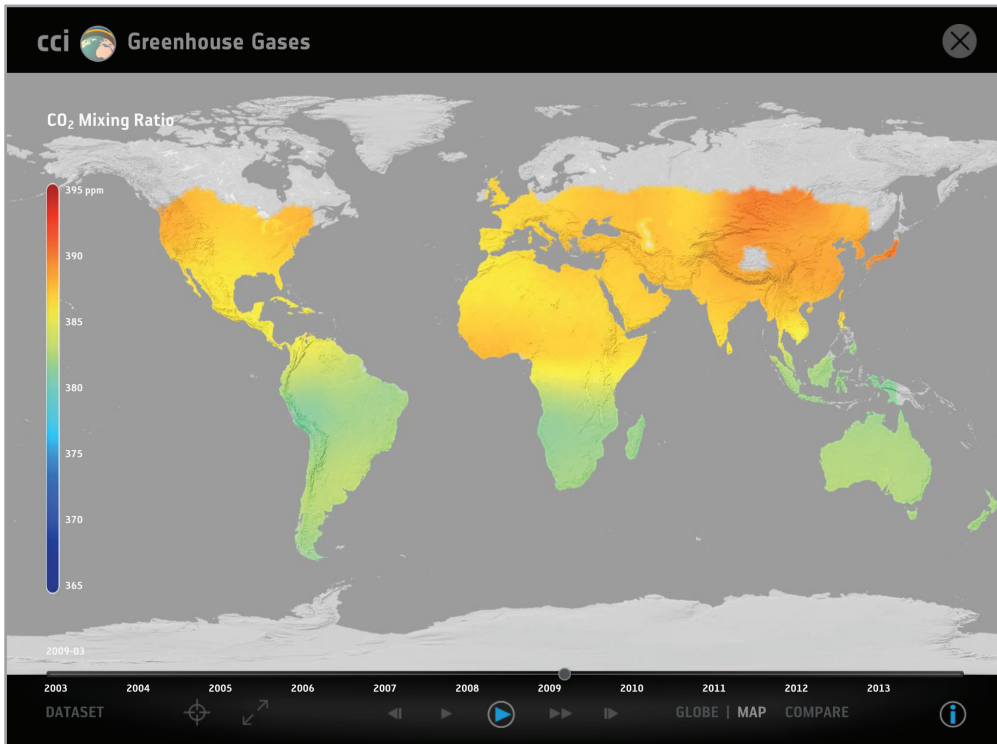 cci Greenhouse Gases
CO₂ Mixing Ratio
395 ppm
390
385
380
375
370
365
2009-03
2003 2004 2005 2006 2007 2008 2009 2010 2011 2012 2013
DATASET GLOBE | MAP COMPARE